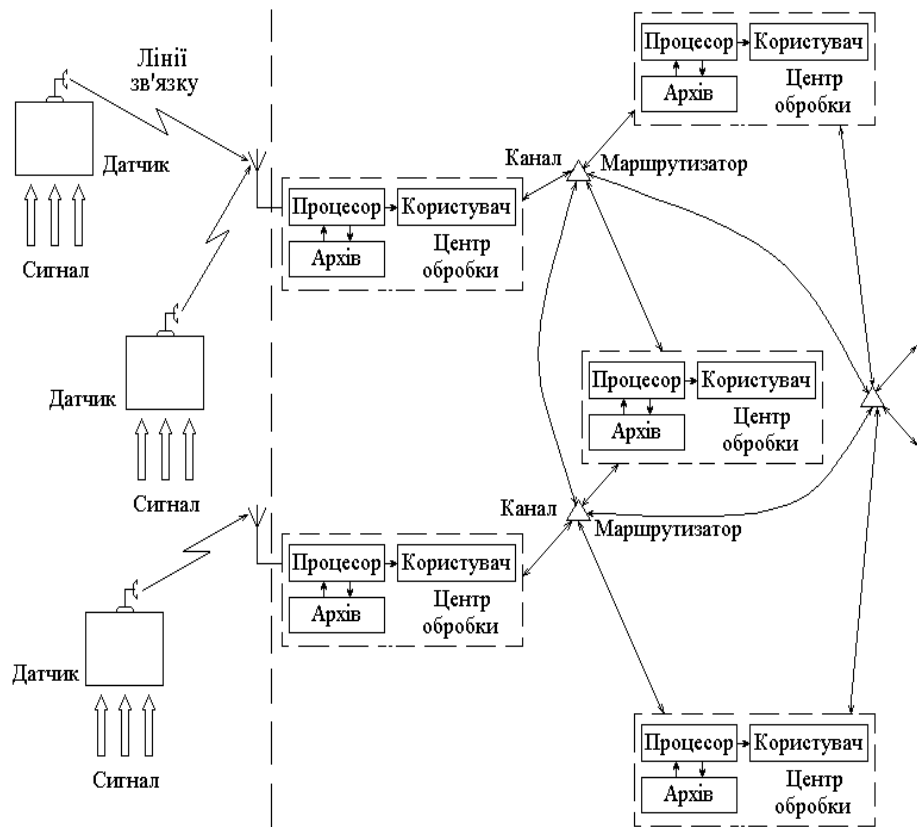 Процесор
Користувач
Архів
Центр
обробки
Лінії
зв'язку
Датчик
Сигнал
Канал
Маршрутизатор
Процесор
Користувач
Архів
Центр
обробки
Датчик
Сигнал
Процесор
Користувач
Архів
Центр
обробки
Канал
Маршрутизатор
Процесор
Користувач
Архів
Центр
обробки
Датчик
Сигнал
Процесор
Користувач
Архів
Центр
обробки